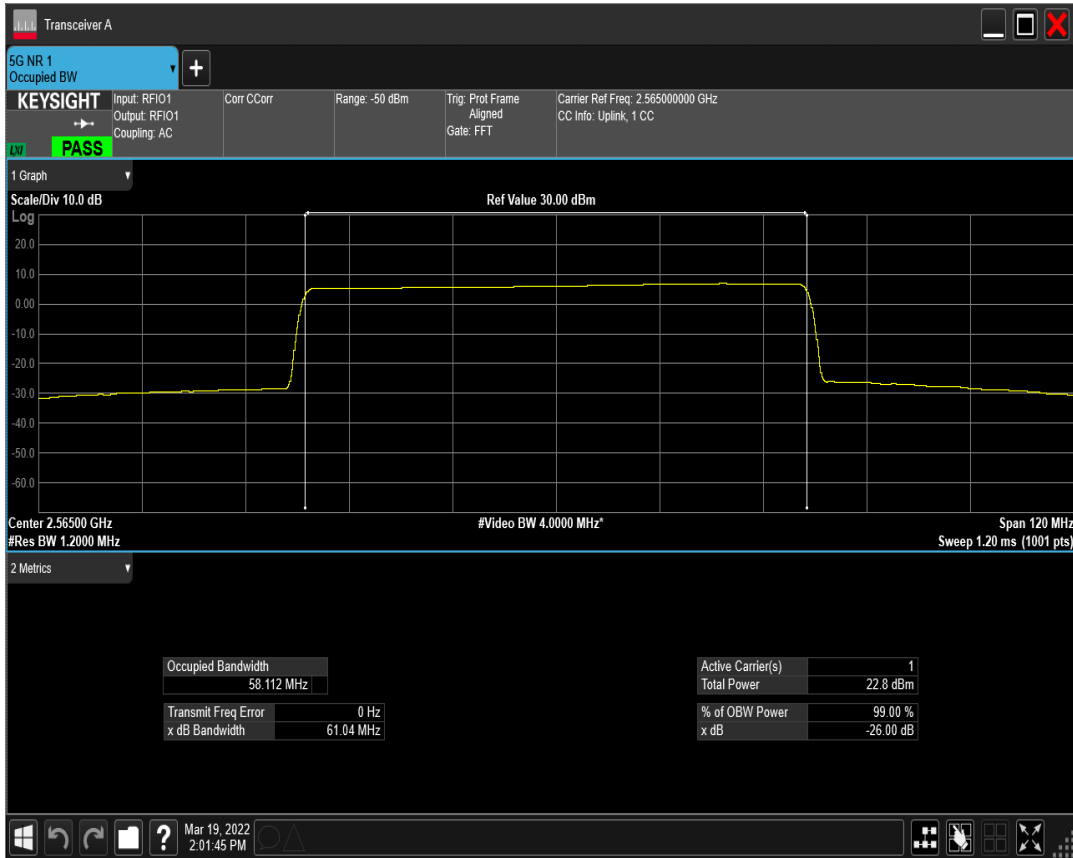 Transceiver A
5G NR 1
Occupied BW
+
KEYSIGHT
Input: RFIO1
Output: RFIO1
Coupling: AC
Corr CCorr
Range: -50 dBm
Trig: Prot Frame
Aligned
Gate: FFT
Carrier Ref Freq: 2.565000000 GHz
CC Info: Uplink, 1 CC
LXI
PASS
1 Graph
Scale/Div 10.0 dB
Ref Value 30.00 dBm
Log
20.0
10.0
0.00
-10.0
-20.0
-30.0
-40.0
-50.0
-60.0
Center 2.56500 GHz
#Video BW 4.0000 MHz*
Span 120 MHz
#Res BW 1.2000 MHz
Sweep 1.20 ms (1001 pts)
2 Metrics
Occupied Bandwidth
58.112 MHz
Transmit Freq Error 0 Hz
x dB Bandwidth 61.04 MHz
Active Carrier(s) 1
Total Power 22.8 dBm
% of OBW Power 99.00 %
x dB -26.00 dB
?
Mar 19, 2022
2:01:45 PM